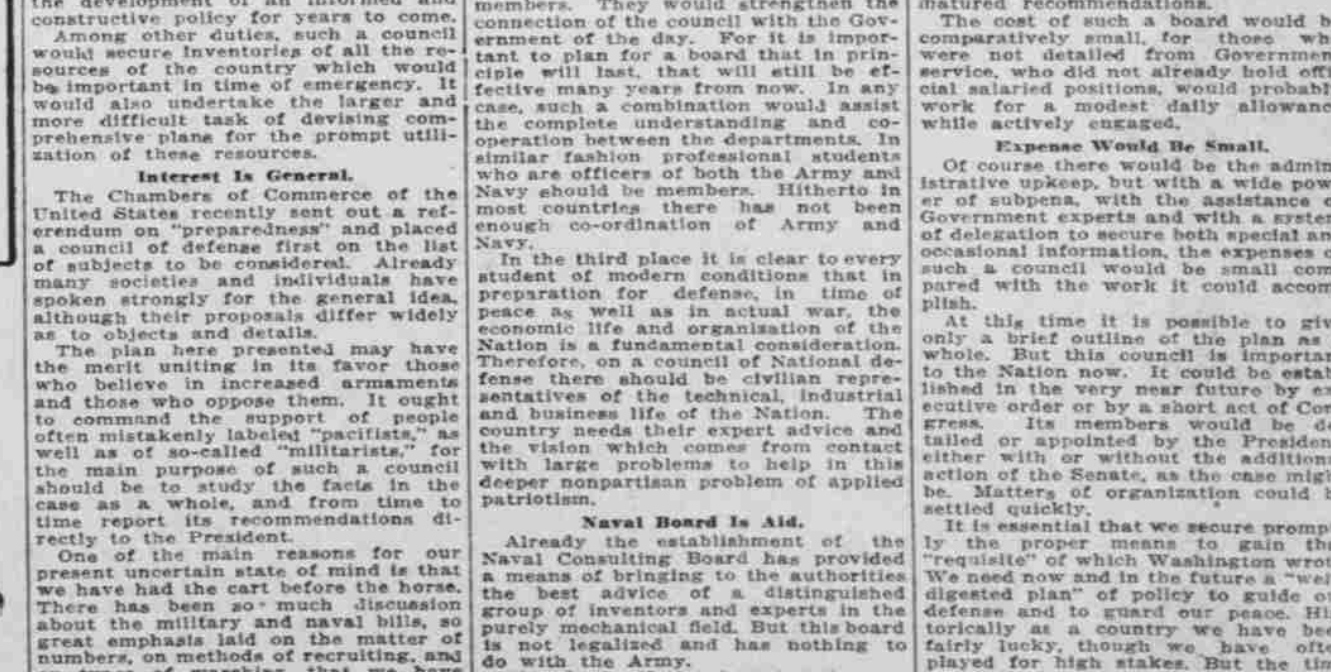 the development of an informed and
constructive policy for years to come.
Among other duties, such a council
would secure inventories of all the re-
sources of the country which would
be important in time of emergency. It
would also undertake the larger and
more difficult task of devising com-
prehensive plans for the prompt utili-
zation of these resources.
Interest Is General.
The Chambers of Commerce of the
United States recently sent out a ref-
erendum on "preparedness" and placed
a council of defense first on the list
of subjects to be considered. Already
many societies and individuals have
spoken strongly for the general idea,
although their proposals differ widely
as to objects and details.
The plan here presented may have
the merit uniting in its favor those
who believe in increased armaments
and those who oppose them. It ought
to command the support of people
often mistakenly labeled "pacifists," as
well as of so-called "militarists," for
the main purpose of such a council
should be to study the facts in the
case as a whole, and from time to
time report its recommendations di-
rectly to the President.
One of the main reasons for our
present uncertain state of mind is that
we have had the cart before the horse.
There has been so much discussion
about the military and naval bills, so
great emphasis laid on the matter of
numbers, on methods of recruiting, and
that we have
members. They would strengthen the
connection of the council with the Gov-
ernment of the day. For it is impor-
tant to plan for a board that in prin-
ciple will last, that will still be ef-
fective many years from now. In any
case, such a combination would assist
the complete understanding and co-
operation between the departments. In
similar fashion professional students
who are officers of both the Army and
Navy should be members. Hitherto in
most countries there has not been
enough co-ordination of Army and
Navy.
In the third place it is clear to every
student of modern conditions that in
preparation for defense, in time of
peace as well as in actual war, the
economic life and organization of the
Nation is a fundamental consideration.
Therefore, on a council of National de-
fense there should be civilian repre-
sentatives of the technical, industrial
and business life of the Nation. The
country needs their expert advice and
the vision which comes from contact
with large problems to help in this
deeper nonpartisan problem of applied
patriotism.
Naval Board Is Aid.
Already the establishment of the
Naval Consulting Board has provided
a means of bringing to the authorities
the best advice of a distinguished
group of inventors and experts in the
purely mechanical field. But this board
is not legalized and has nothing to
do with the Army.
matured recommendations.
The cost of such a board would b
comparatively small, for those wh
were not detailed from Governmen
service, who did not already hold offi
cial salaried positions, would probabl
work for a modest daily allowanc
while actively engaged.
Expense Would Be Small.
Of course there would be the admin
istrative upkeep, but with a wide pow
er of subpena, with the assistance o
Government experts and with a system
of delegation to secure both special an
occasional information, the expenses o
such a council would be small com
pared with the work it could accom
plish.
At this time it is possible to giv
only a brief outline of the plan as
whole. But this council is importan
to the Nation now. It could be estab
lished in the very near future by ex
ecutive order or by a short act of Con
gress. Its members would be de
tailed or appointed by the Presiden
either with or without the additiona
action of the Senate, as the case migh
be. Matters of organization could b
settled quickly.
It is essential that we secure prompt
ly the proper means to gain the
"requisite" of which Washington wrot
We need now and in the future a "well
digested plan" of policy to guide ou
defense and to guard our peace. His
torically as a country we have bee
fairly lucky, though we have ofte
played for high stakes. But the tim